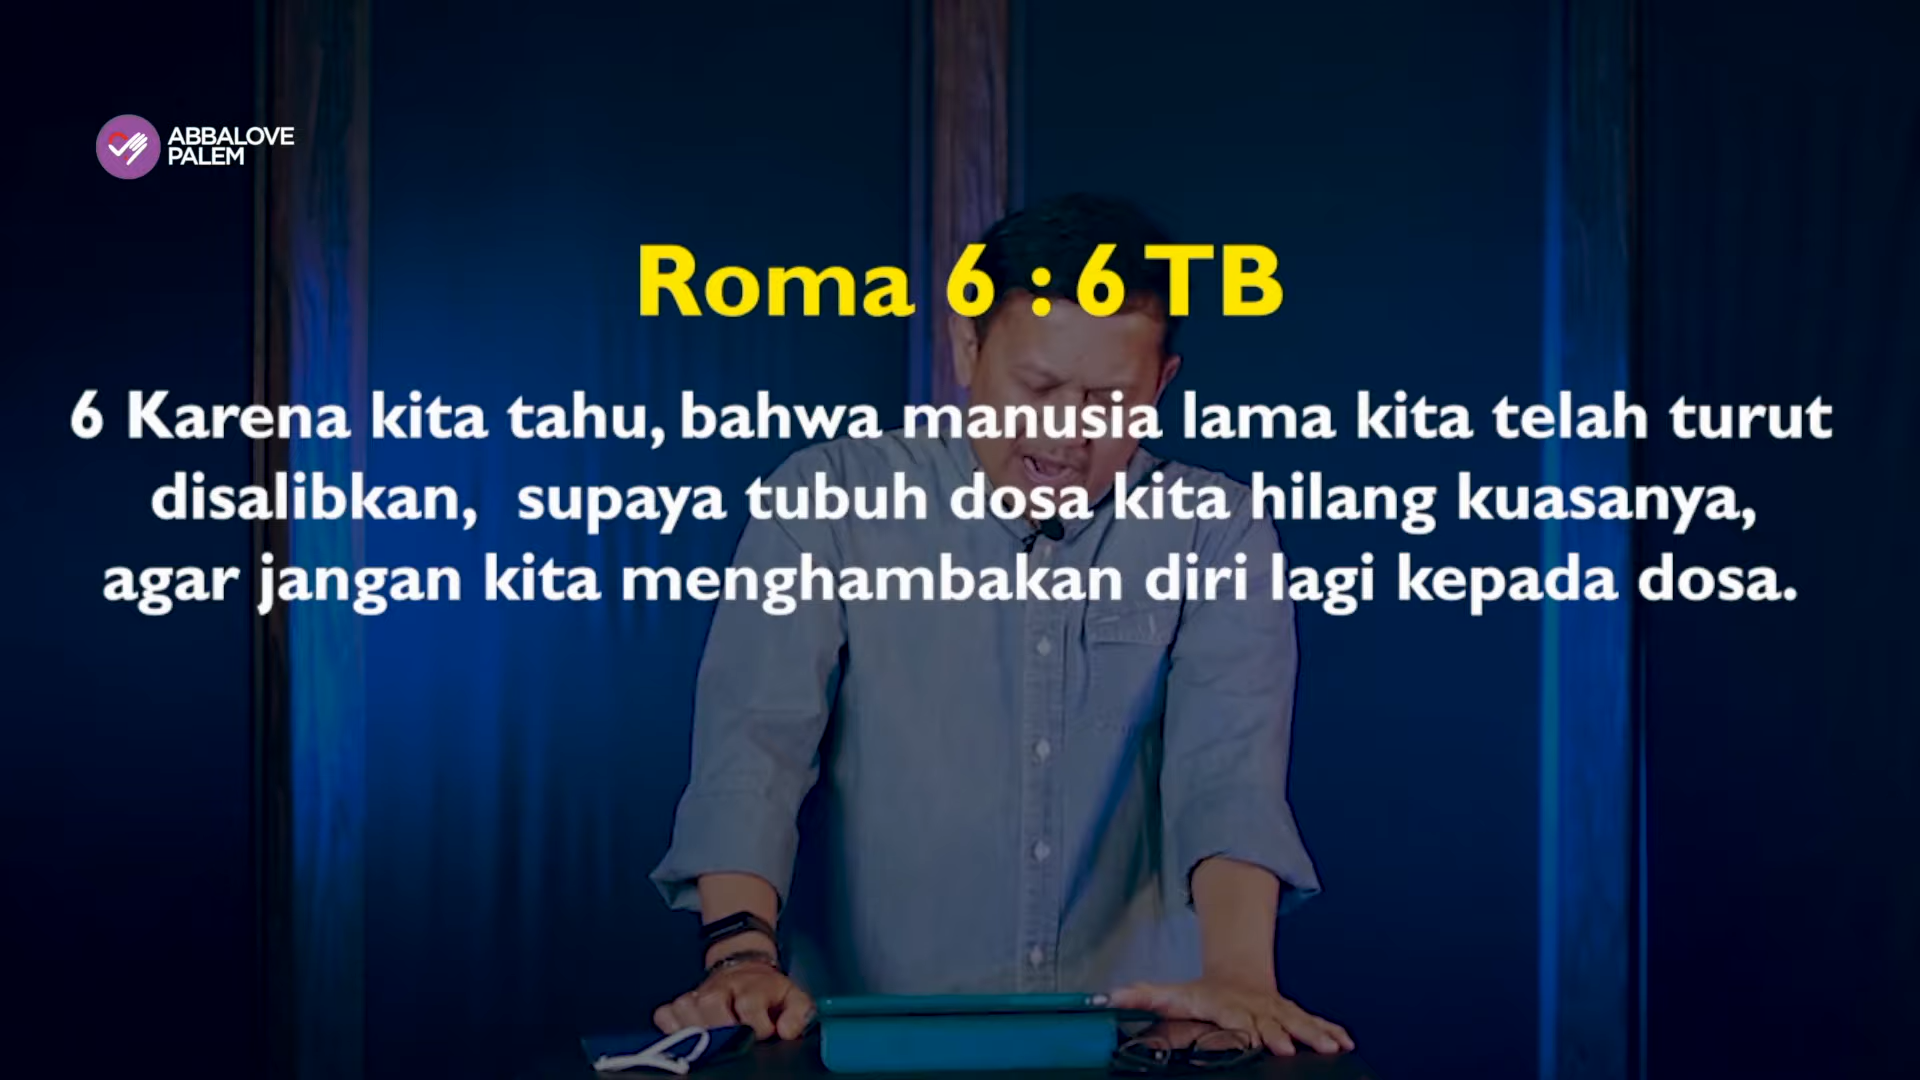 ABBALOVE
PALEM
Roma 6 : 6 TB
6 Karena kita tahu, bahwa manusia lama kita telah turut
disalibkan, supaya tubuh dosa kita hilang kuasanya,
agar jangan kita menghambakan diri lagi kepada dosa.